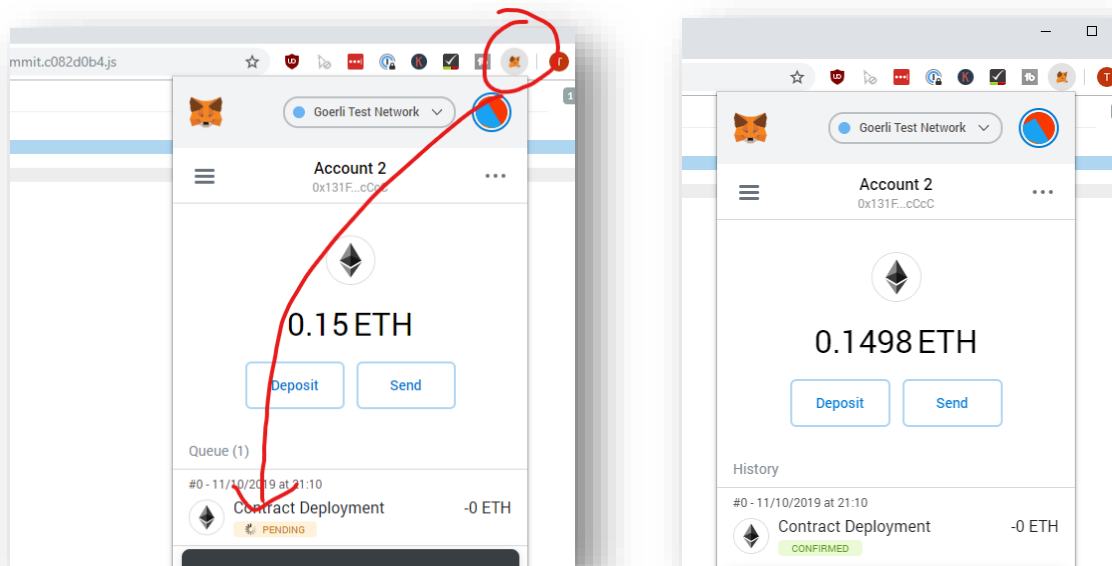 mmit.c082d0b4.js
1
Goerli Test Network
Account 2
0x131F...cCcC
0.15 ETH
Deposit
Send
Queue (1)
#0 - 11/10/2019 at 21:10
Contract Deployment
-0 ETH
PENDING
T
Goerli Test Network
Account 2
0x131F...cCcC
0.1498 ETH
Deposit
Send
History
#0 - 11/10/2019 at 21:10
Contract Deployment
-0 ETH
CONFIRMED